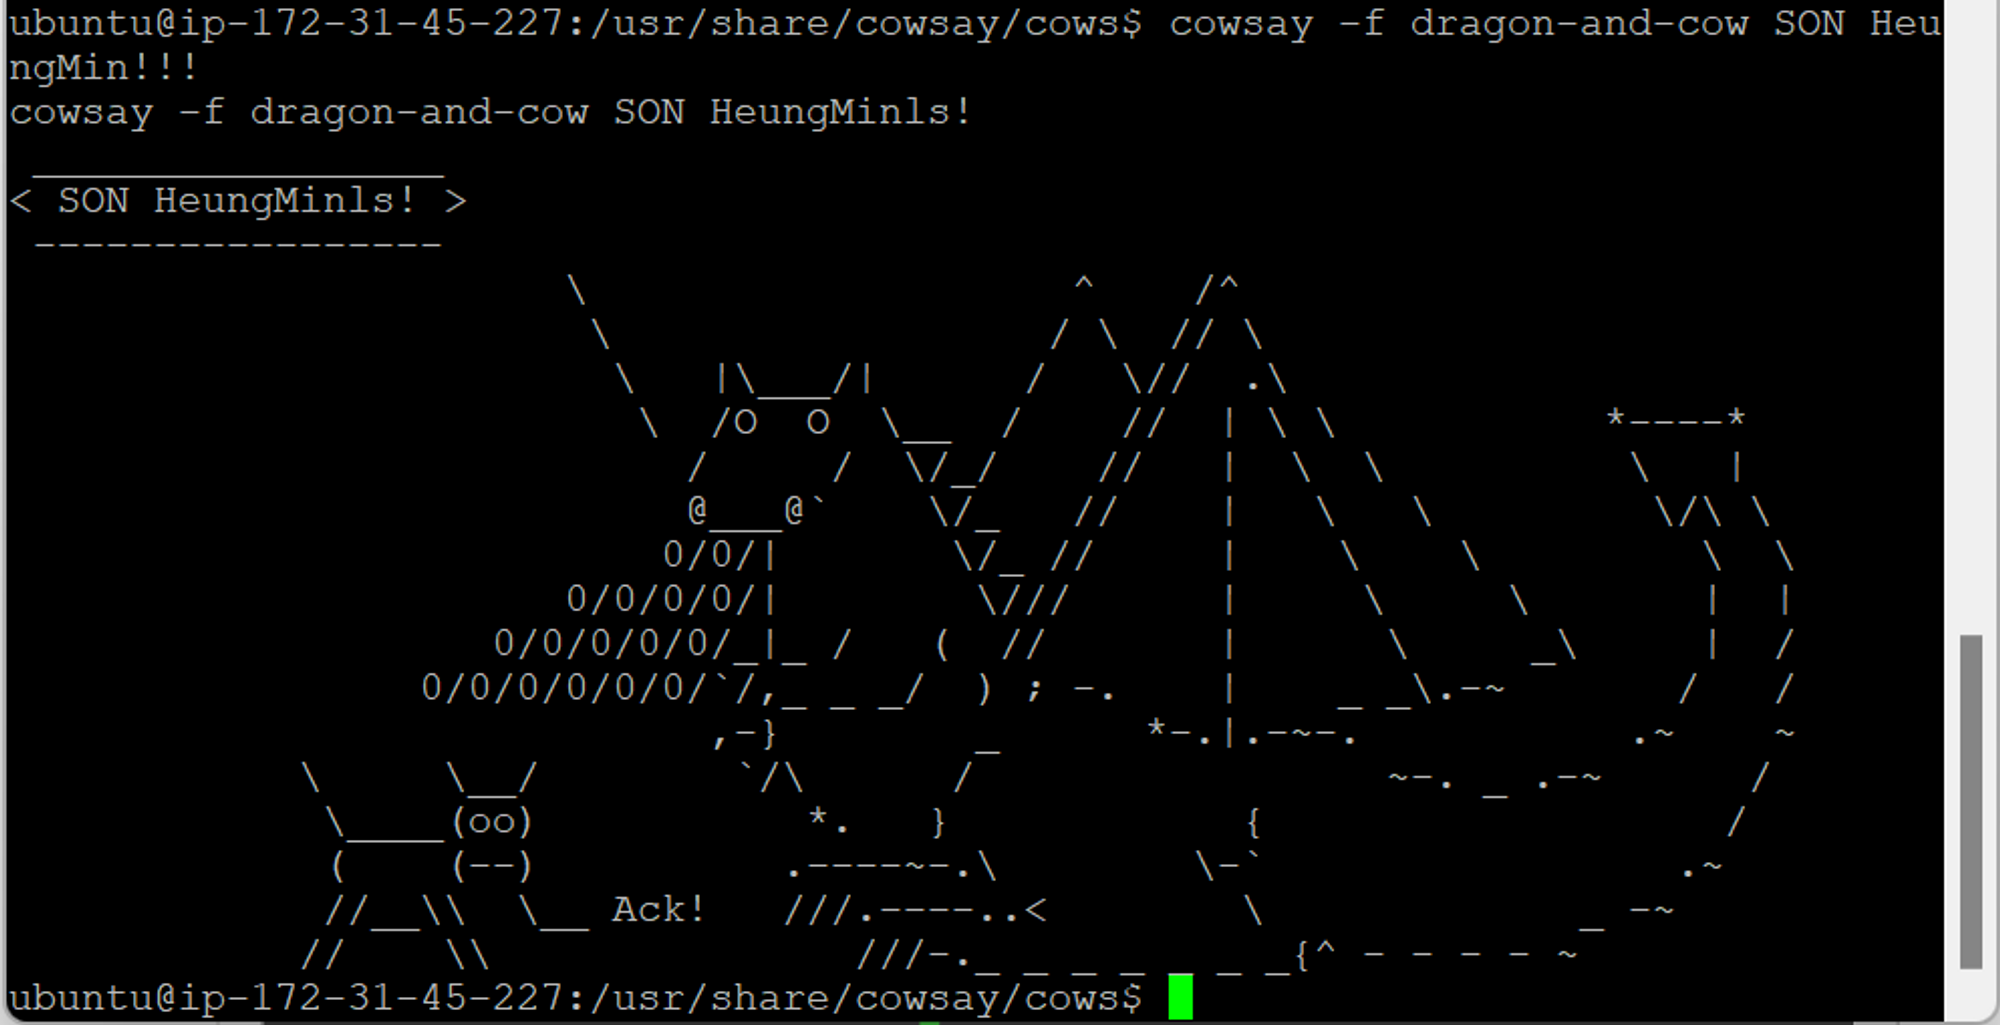 ubuntu@ip-172-31-45-227:/usr/share/cowsay/cows$ cowsay -f dragon-and-cow SON Heu
ngMin!!!
cowsay -f dragon-and-cow SON HeungMinls!
 _________________
< SON HeungMinls! >
 -----------------
                       \                    ^    /^
                        \                  / \  // \
                         \   |\___/|      /   \//  .\
                          \  /O  O  \__  /    //  | \ \           *----*
                            /     /  \/_/    //   |  \  \          \   |
                            @___@`    \/_   //    |   \   \         \/\ \
                           0/0/|       \/_ //     |    \    \         \  \
                       0/0/0/0/|        \///      |     \     \       |  |
                    0/0/0/0/0/_|_ /   (  //       |      \     _\     |  /
                 0/0/0/0/0/0/`/,_ _ _/  ) ; -.    |    _ _\.-~       /   /
                             ,-}        _      *-.|.-~-.           .~    ~
            \     \__/        `/\      /                 ~-. _ .-~      /
             \____(oo)           *.   }            {                   /
             (    (--)          .----~-.\        \-`                 .~
             //__\\  \__ Ack!   ///.----..<        \             _ -~
            //    \\               ///-._ _ _ _ _ _ _{^ - - - - ~
ubuntu@ip-172-31-45-227:/usr/share/cowsay/cows$